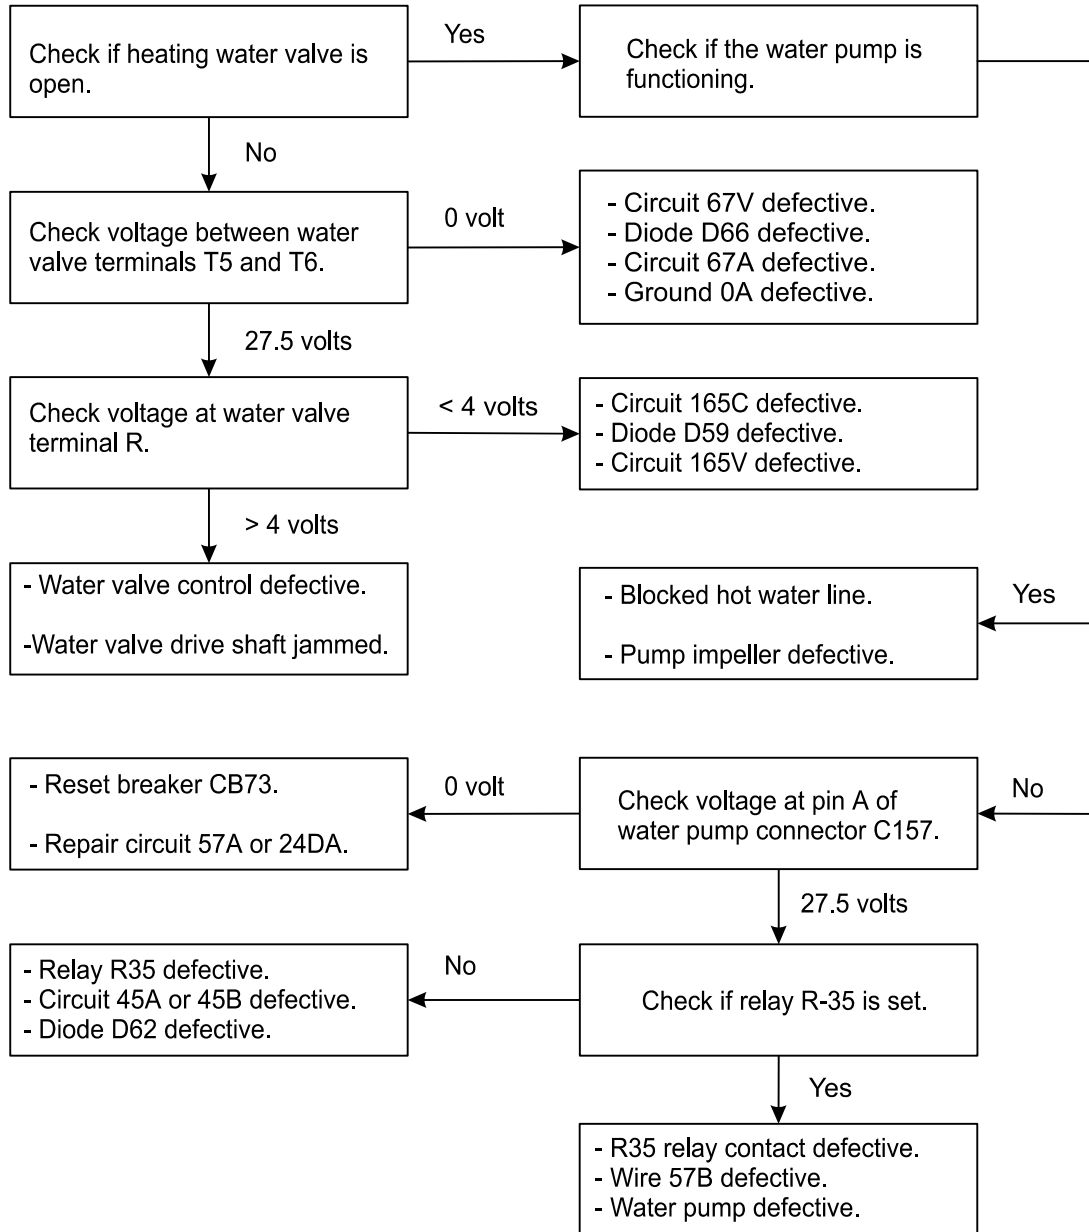 Check if heating water valve is
open.
Yes
Check if the water pump is
functioning.
No
Check voltage between water
valve terminals T5 and T6.
0 volt
- Circuit 67V defective.
- Diode D66 defective.
- Circuit 67A defective.
- Ground 0A defective.
27.5 volts
Check voltage at water valve
terminal R.
< 4 volts
- Circuit 165C defective.
- Diode D59 defective.
- Circuit 165V defective.
> 4 volts
- Water valve control defective.
-Water valve drive shaft jammed.
- Blocked hot water line.
- Pump impeller defective.
Yes
- Reset breaker CB73.
- Repair circuit 57A or 24DA.
0 volt
Check voltage at pin A of
water pump connector C157.
No
27.5 volts
- Relay R35 defective.
- Circuit 45A or 45B defective.
- Diode D62 defective.
No
Check if relay R-35 is set.
Yes
- R35 relay contact defective.
- Wire 57B defective.
- Water pump defective.